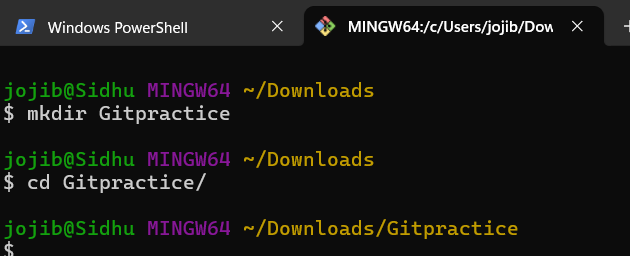 Windows PowerShell
MINGW64:/c/Users/jojib/Dow
jojib@Sidhu MINGW64 ~/Downloads
$ mkdir Gitpractice
jojib@Sidhu MINGW64 ~/Downloads
$ cd Gitpractice/
jojib@Sidhu MINGW64 ~/Downloads/Gitpractice
$